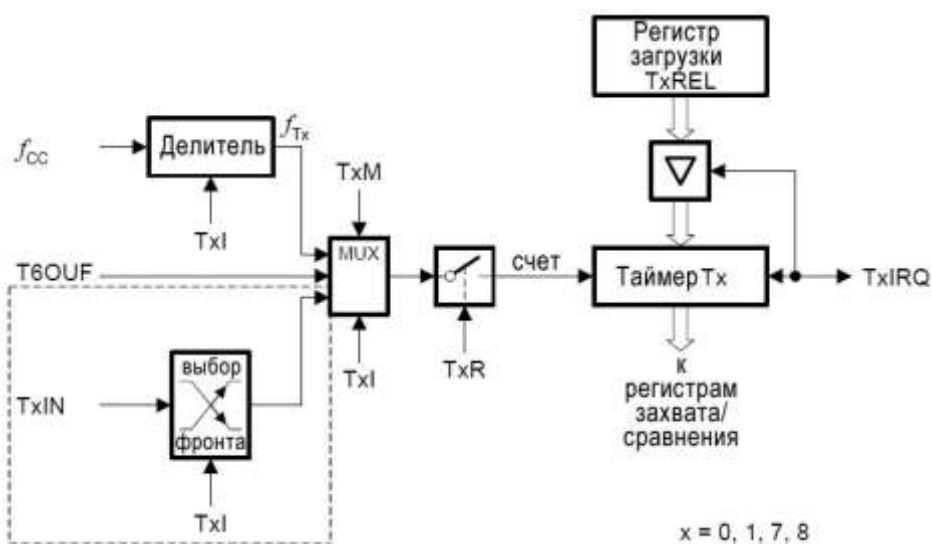 Регистр
загрузки
TxREL
fCC
Делитель
fTx
TxI
TxM
T6OUF
MUX
счет
Таймер Tx
TxIRQ
TxI
TxR
TxIN
выбор
фронта
TxI
к
регистрам
захвата/
сравнения
x = 0, 1, 7, 8